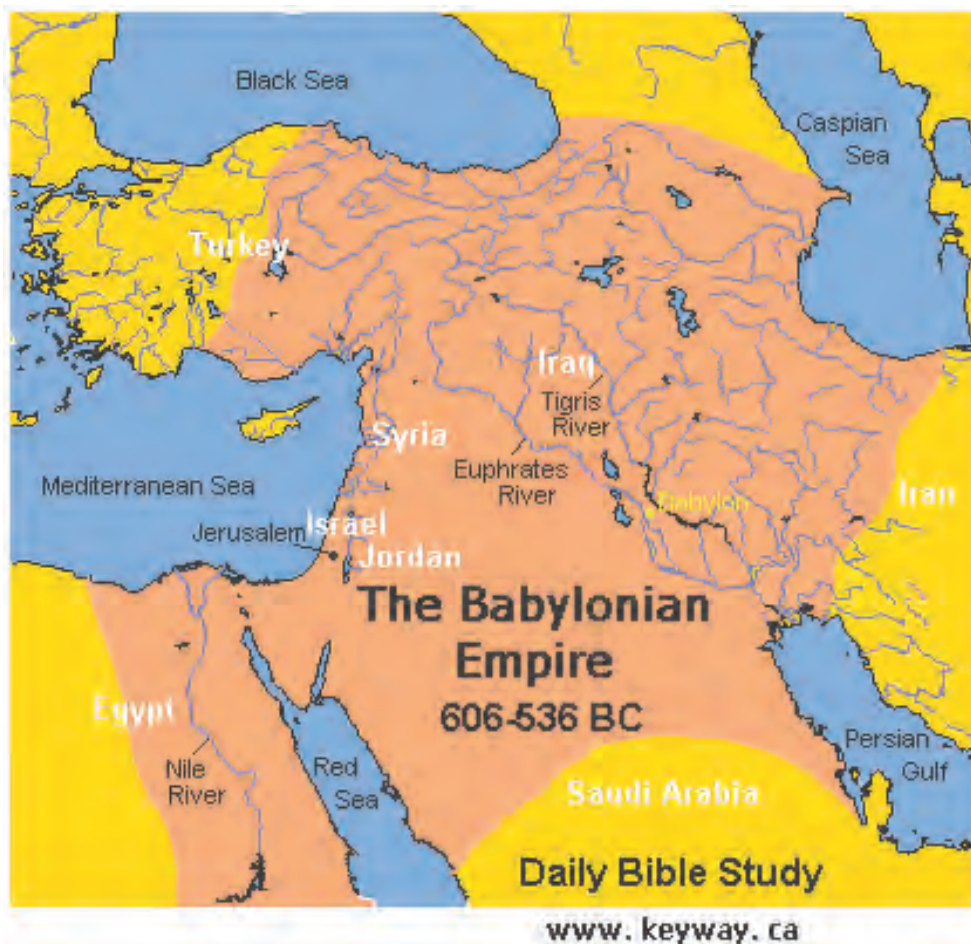 Black Sea
Caspian
Sea
Turkey
Iraq
Tigris
River
Syria
Euphrates
River
Mediterranean Sea
Babylon
Iran
Jerusalem
Israel
Jordan
The Babylonian
Empire
606-536 BC
Egypt
Nile
River
Red
Sea
Persian
Gulf
Saudi Arabia
Daily Bible Study
www.keyway.ca